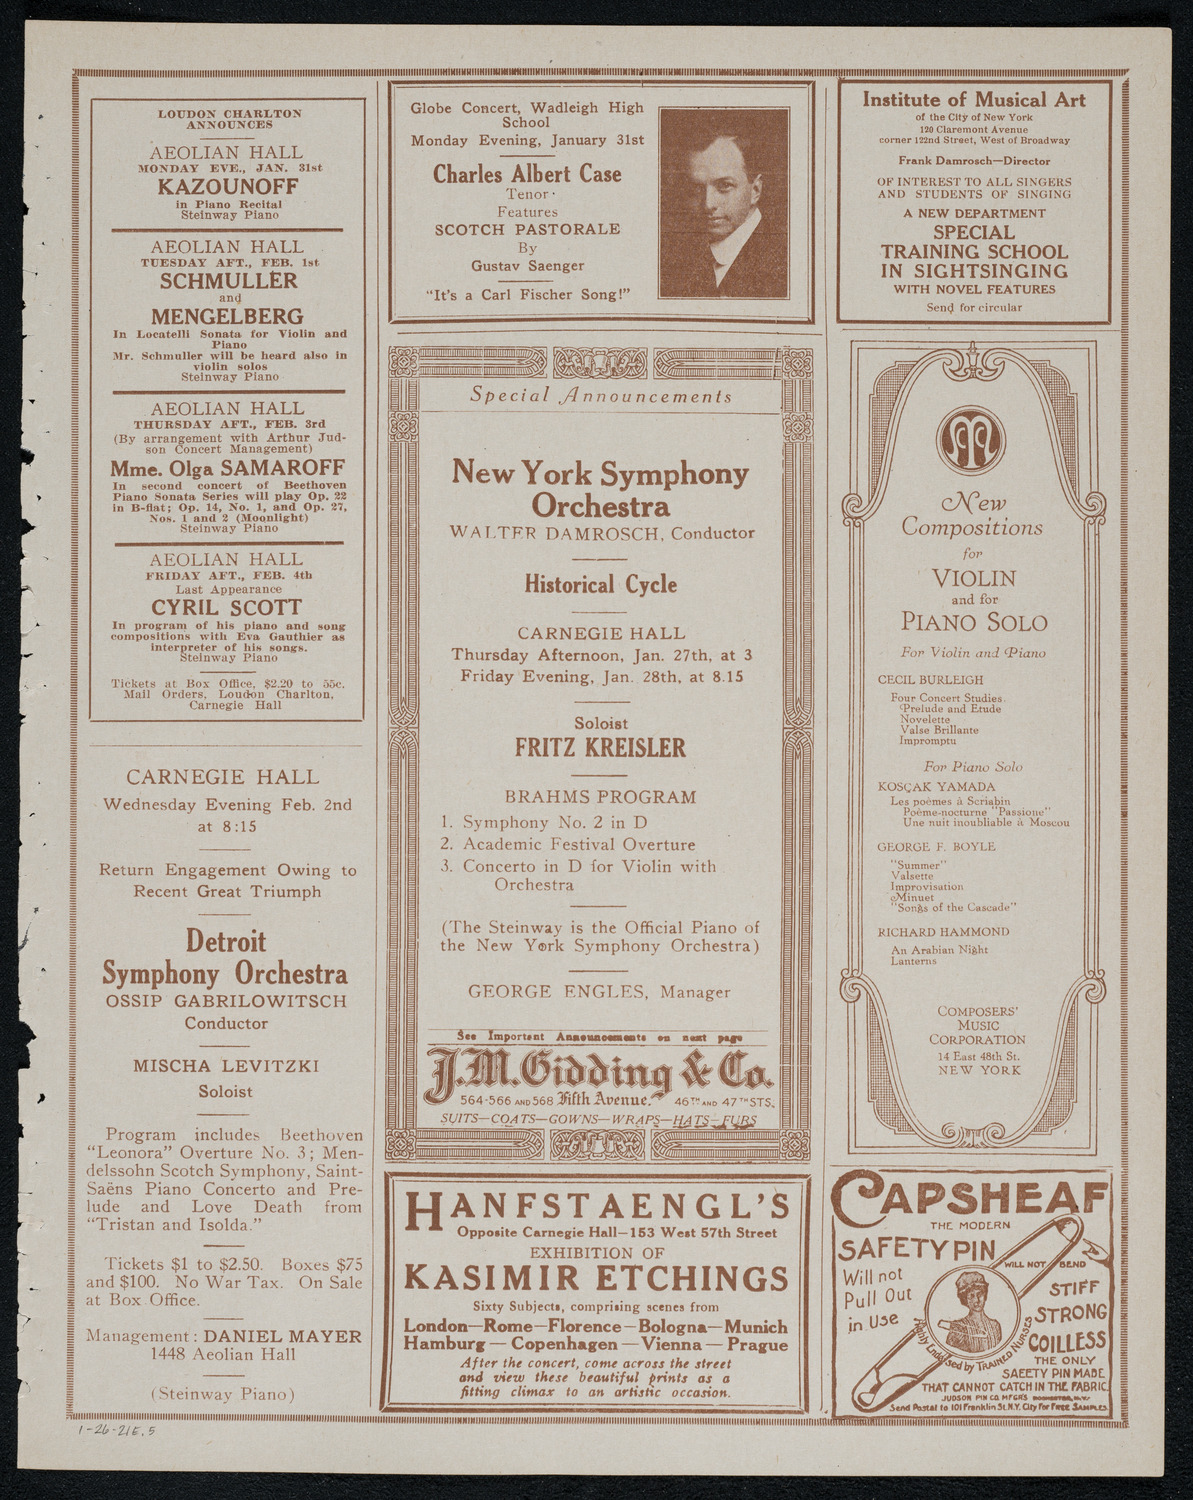 LOUDON CHARLTON
ANNOUNCES
AEOLIAN HALL
MONDAY EVE., JAN. 31st
KAZOUNOFF
in Piano Recital
Steinway Piano
AEOLIAN HALL
TUESDAY AFT., FEB. 1st
SCHMULLER
and
MENGELBERG
In Locatelli Sonata for Violin and
Piano
Mr. Schmuller will be heard also in
violin solos
Steinway Piano
AEOLIAN HALL
THURSDAY AFT., FEB. 3rd
(By arrangement with Arthur Jud-
son Concert Management)
Mme. Olga SAMAROFF
In second concert of Beethoven
Piano Sonata Series will play Op. 22
in B-flat; Op. 14, No. 1, and Op. 27,
Nos. 1 and 2 (Moonlight)
Steinway Piano
AEOLIAN HALL
FRIDAY AFT., FEB. 4th
Last Appearance
CYRIL SCOTT
In program of his piano and song
compositions with Eva Gauthier as
interpreter of his songs.
Steinway Piano
Tickets at Box Office, $2.20 to 55c.
Mail Orders, Loudon Charlton,
Carnegie Hall
CARNEGIE HALL
Wednesday Evening Feb. 2nd
at 8:15
Return Engagement Owing to
Recent Great Triumph
Detroit
Symphony Orchestra
OSSIP GABRILOWITSCH
Conductor
MISCHA LEVITZKI
Soloist
Program includes Beethoven
"Leonora" Overture No. 3; Men-
delssohn Scotch Symphony, Saint-
Saëns Piano Concerto and Pre-
lude and Love Death from
"Tristan and Isolda."
Tickets $1 to $2.50. Boxes $75
and $100. No War Tax. On Sale
at Box Office.
Management: DANIEL MAYER
1448 Aeolian Hall
(Steinway Piano)
Globe Concert, Wadleigh High
School
Monday Evening, January 31st
Charles Albert Case
Tenor
Features
SCOTCH PASTORALE
By
Gustav Saenger
"It's a Carl Fischer Song!"
Special Announcements
New York Symphony
Orchestra
WALTER DAMROSCH, Conductor
Historical Cycle
CARNEGIE HALL
Thursday Afternoon, Jan. 27th, at 3
Friday Evening, Jan. 28th, at 8.15
Soloist
FRITZ KREISLER
BRAHMS PROGRAM
1. Symphony No. 2 in D
2. Academic Festival Overture
3. Concerto in D for Violin with
Orchestra
(The Steinway is the Official Piano of
the New York Symphony Orchestra)
GEORGE ENGLES, Manager
See Important Announcements on next page
J.M. Gidding & Co.
564-566 AND 568 Fifth Avenue. 46TH AND 47TH STS.
SUITS—COATS—GOWNS—WRAPS—HATS—FURS
HANFSTAENGL'S
Opposite Carnegie Hall—153 West 57th Street
EXHIBITION OF
KASIMIR ETCHINGS
Sixty Subjects, comprising scenes from
London—Rome—Florence—Bologna—Munich
Hamburg—Copenhagen—Vienna—Prague
After the concert, come across the street
and view these beautiful prints as a
fitting climax to an artistic occasion.
Institute of Musical Art
of the City of New York
120 Claremont Avenue
corner 122nd Street, West of Broadway
Frank Damrosch—Director
OF INTEREST TO ALL SINGERS
AND STUDENTS OF SINGING
A NEW DEPARTMENT
SPECIAL
TRAINING SCHOOL
IN SIGHTSINGING
WITH NOVEL FEATURES
Send for circular
New
Compositions
for
VIOLIN
and for
PIANO SOLO
For Violin and Piano
CECIL BURLEIGH
Four Concert Studies.
Prelude and Etude
Novelette
Valse Brillante
Impromptu
For Piano Solo
KOSÇAK YAMADA
Les poèmes à Scriabin
Poème-nocturne "Passione"
Une nuit inoubliable à Moscou
GEORGE F. BOYLE
"Summer"
Valsette
Improvisation
Minuet
"Songs of the Cascade"
RICHARD HAMMOND
An Arabian Night
Lanterns
COMPOSERS'
MUSIC
CORPORATION
14 East 48th St.
NEW YORK
CAPSHEAF
THE MODERN
SAFETY PIN
WILL NOT BEND
Will not
Pull Out
in Use
STIFF
STRONG
COILLESS
Highly Endorsed by TRAINED NURSES
THE ONLY
SAFETY PIN MADE
THAT CANNOT CATCH IN THE FABRIC.
JUDSON PIN CO. MFGRS ROCHESTER, N.Y.
Send Postal to 101 Franklin St. N.Y. City For FREE SAMPLES
1-26-21E.5